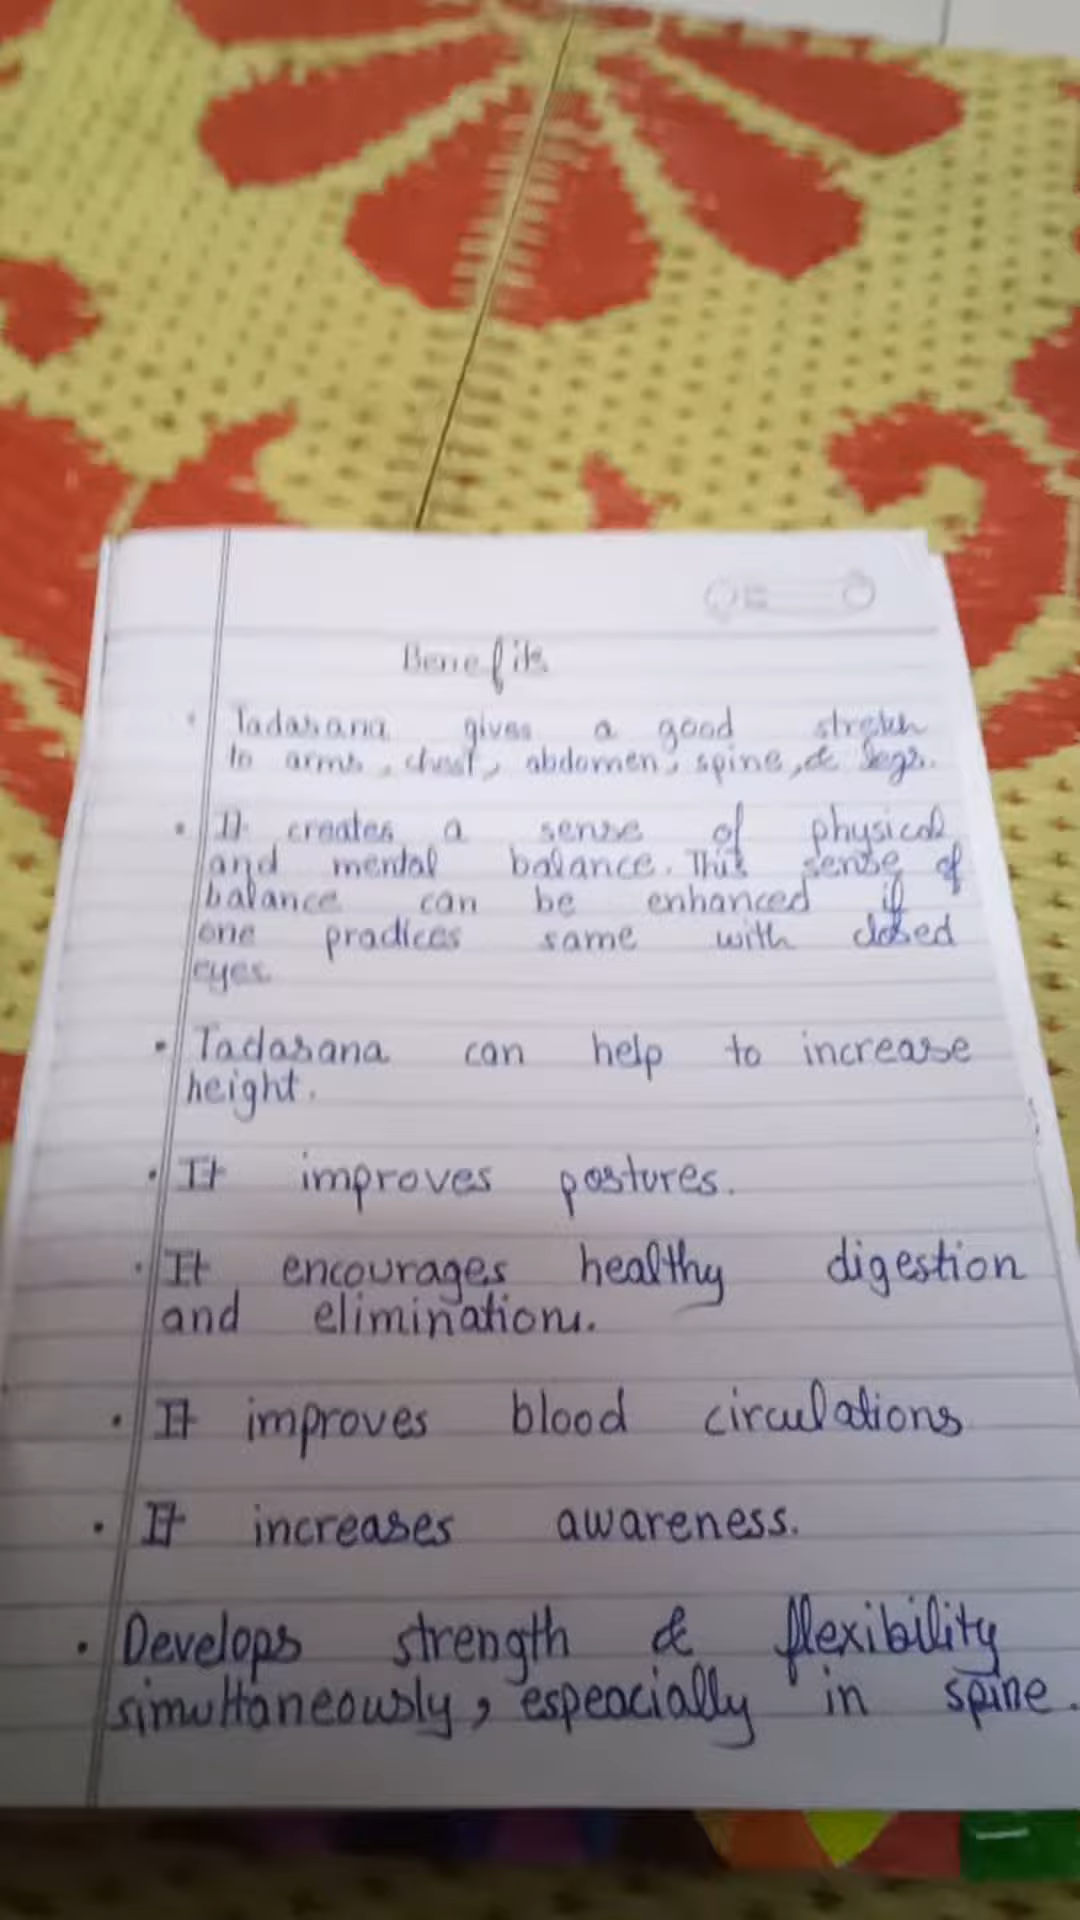 Benefits
• Tadasana gives a good stretch
to arms, chest, abdomen, spine, & legs.
• It creates a sense of physical
and mental balance. This sense of
balance can be enhanced if
one pradices same with closed
eyes.
• Tadasana can help to increase
height.
• It improves postures.
• It encourages healthy digestion
and eliminations.
• It improves blood circulations
• It increases awareness.
• Develops strength & flexibility
simultaneously, espeacially in spine.